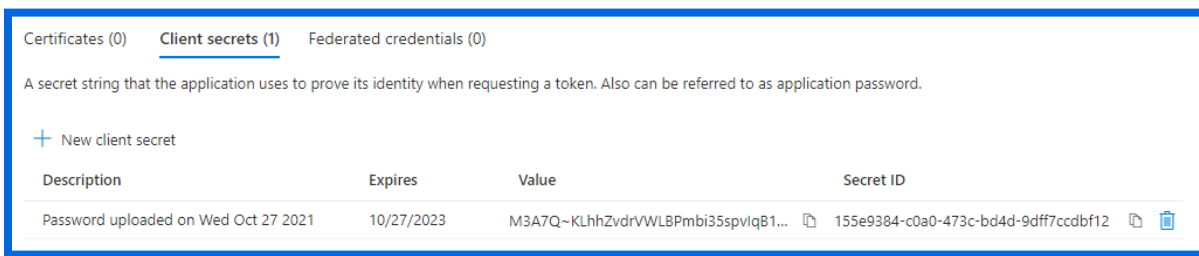 Certificates (0) Client secrets (1) Federated credentials (0)
A secret string that the application uses to prove its identity when requesting a token. Also can be referred to as application password.
New client secret
Description Expires Value Secret ID
Password uploaded on Wed Oct 27 2021 10/27/2023 M3A7Q~KLhhZvdrVWLBPmbi35spvIqB1... 155e9384-c0a0-473c-bd4d-9dff7ccdbf12